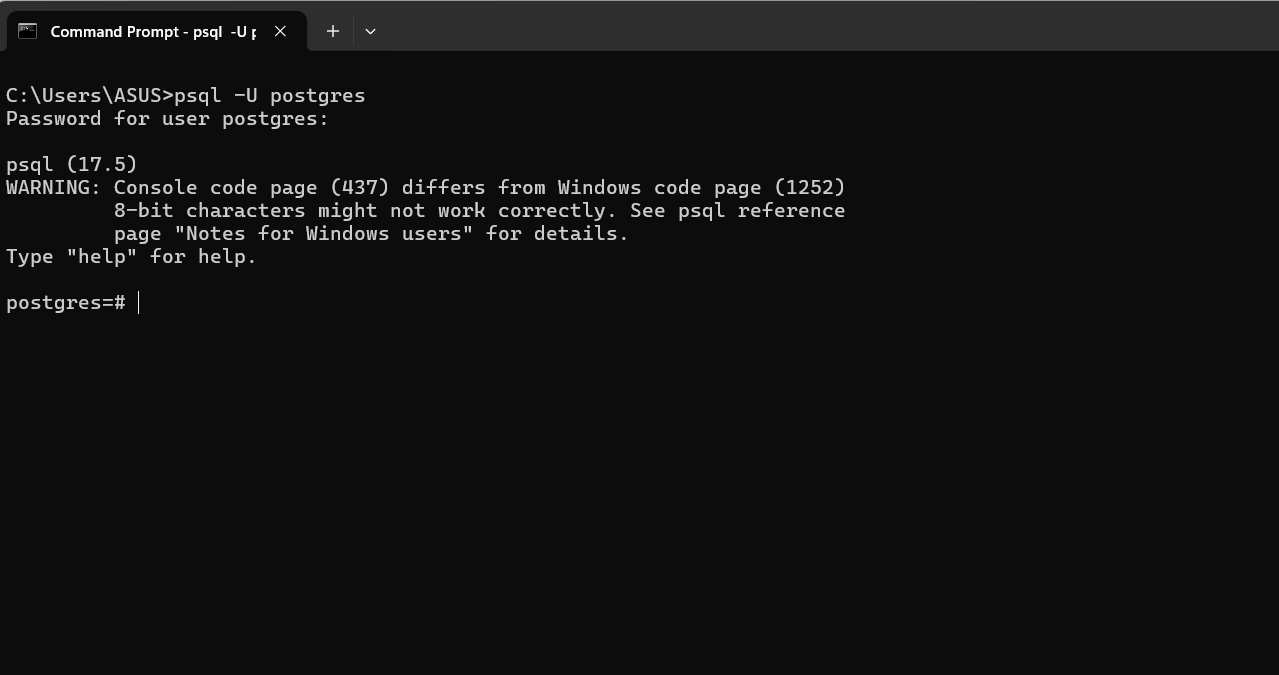 Command Prompt - psql  -U p
C:\Users\ASUS>psql -U postgres
Password for user postgres:
psql (17.5)
WARNING: Console code page (437) differs from Windows code page (1252)
         8-bit characters might not work correctly. See psql reference
         page "Notes for Windows users" for details.
Type "help" for help.
postgres=#